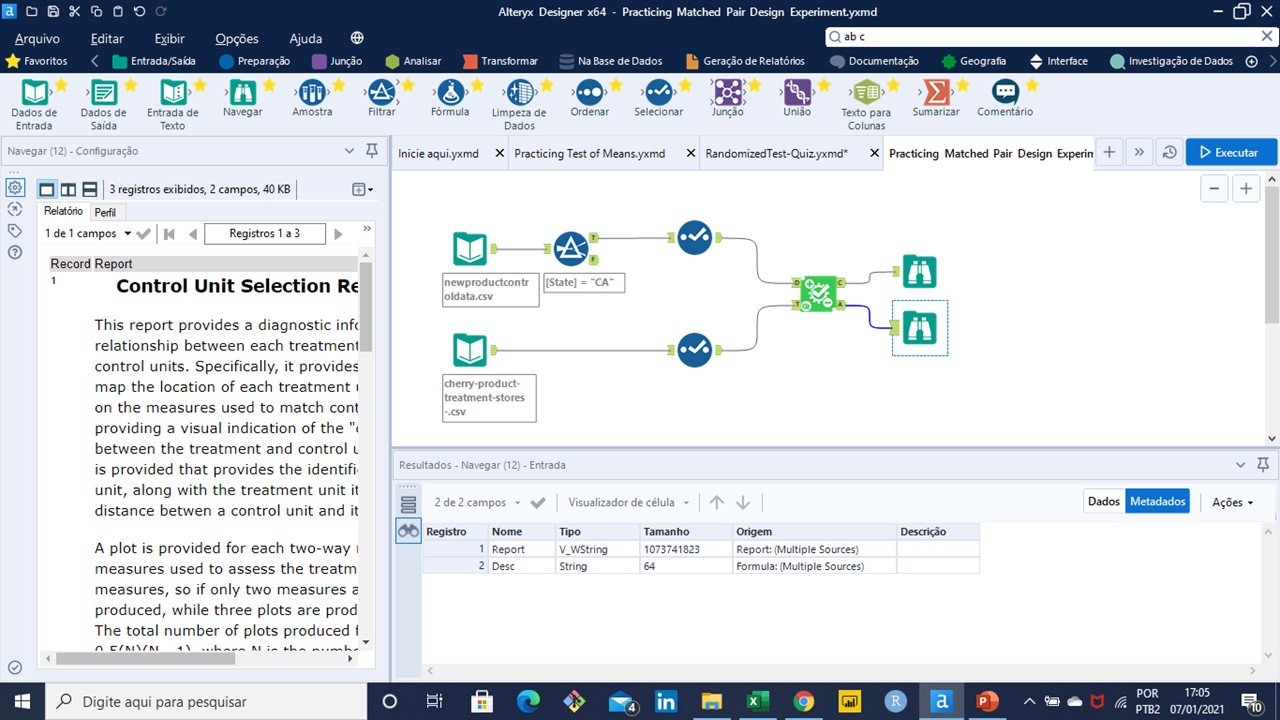 Alteryx Designer x64 - Practicing Matched Pair Design Experiment.yxmd
Arquivo Editar Exibir Opções Ajuda
ab c
Favoritos Entrada/Saída Preparação Junção Analisar Transformar Na Base de Dados Geração de Relatórios Documentação Geografia Interface Investigação de Dados
Dados de Entrada
Dados de Saída
Entrada de Texto
Navegar
Amostra
Filtrar
Fórmula
Limpeza de Dados
Ordenar
Selecionar
Junção
União
Texto para Colunas
Sumarizar
Comentário
Navegar (12) - Configuração
3 registros exibidos, 2 campos, 40 KB
Relatório Perfil
1 de 1 campos Registros 1 a 3
Record Report
1
Control Unit Selection Re
This report provides a diagnostic info
relationship between each treatment
control units. Specifically, it provides
map the location of each treatment u
on the measures used to match cont
providing a visual indication of the "c
between the treatment and control u
is provided that provides the identifi
unit, along with the treatment unit it
distance betwen a control unit and it
A plot is provided for each two-way r
measures used to assess the treatm
measures, so if only two measures a
produced, while three plots are prod
The total number of plots produced f
0.5(N)(N - 1), where N is the numbe
Inicie aqui.yxmd Practicing Test of Means.yxmd RandomizedTest-Quiz.yxmd* Practicing Matched Pair Design Experim
Executar
newproductcontr
oldata.csv
T
F
[State] = "CA"
cherry-product-
treatment-stores
-.csv
D
T
C
A
Resultados - Navegar (12) - Entrada
2 de 2 campos Visualizador de célula Dados Metadados Ações
Registro Nome Tipo Tamanho Origem Descrição
1 Report V_WString 1073741823 Report: (Multiple Sources)
2 Desc String 64 Formula: (Multiple Sources)
Digite aqui para pesquisar
4
POR
PTB2
17:05
07/01/2021
10